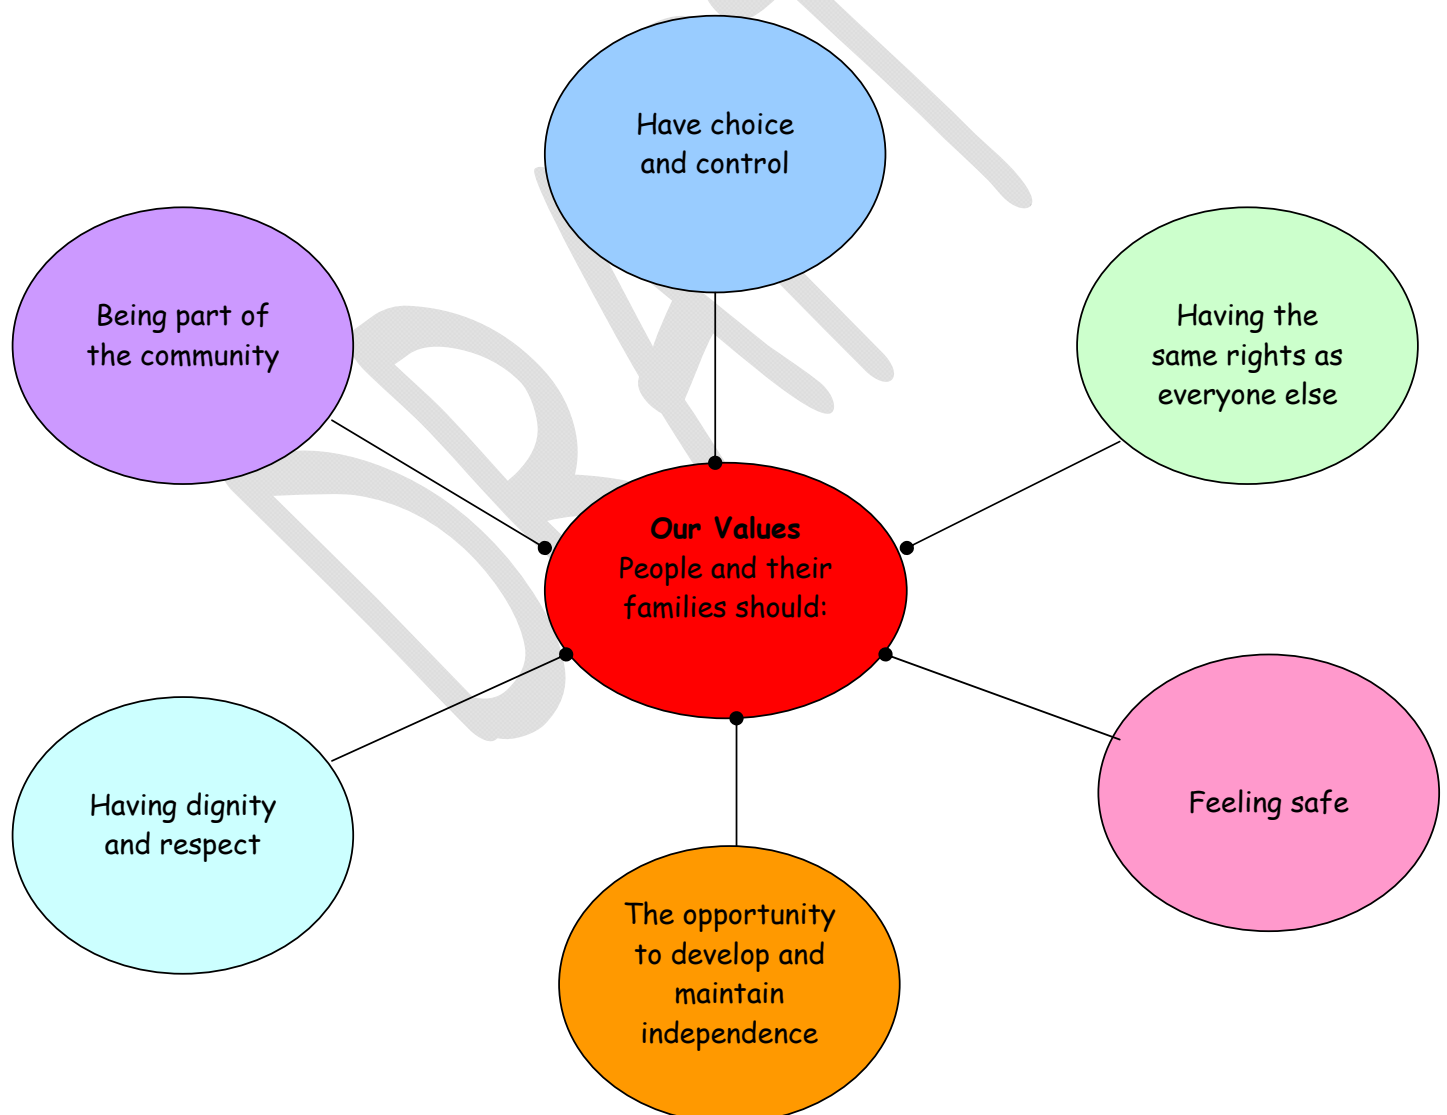 Have choice
and control
Being part of
the community
Having the
same rights as
everyone else
Our Values
People and their
families should:
Having dignity
and respect
Feeling safe
The opportunity
to develop and
maintain
independence
DRAFT